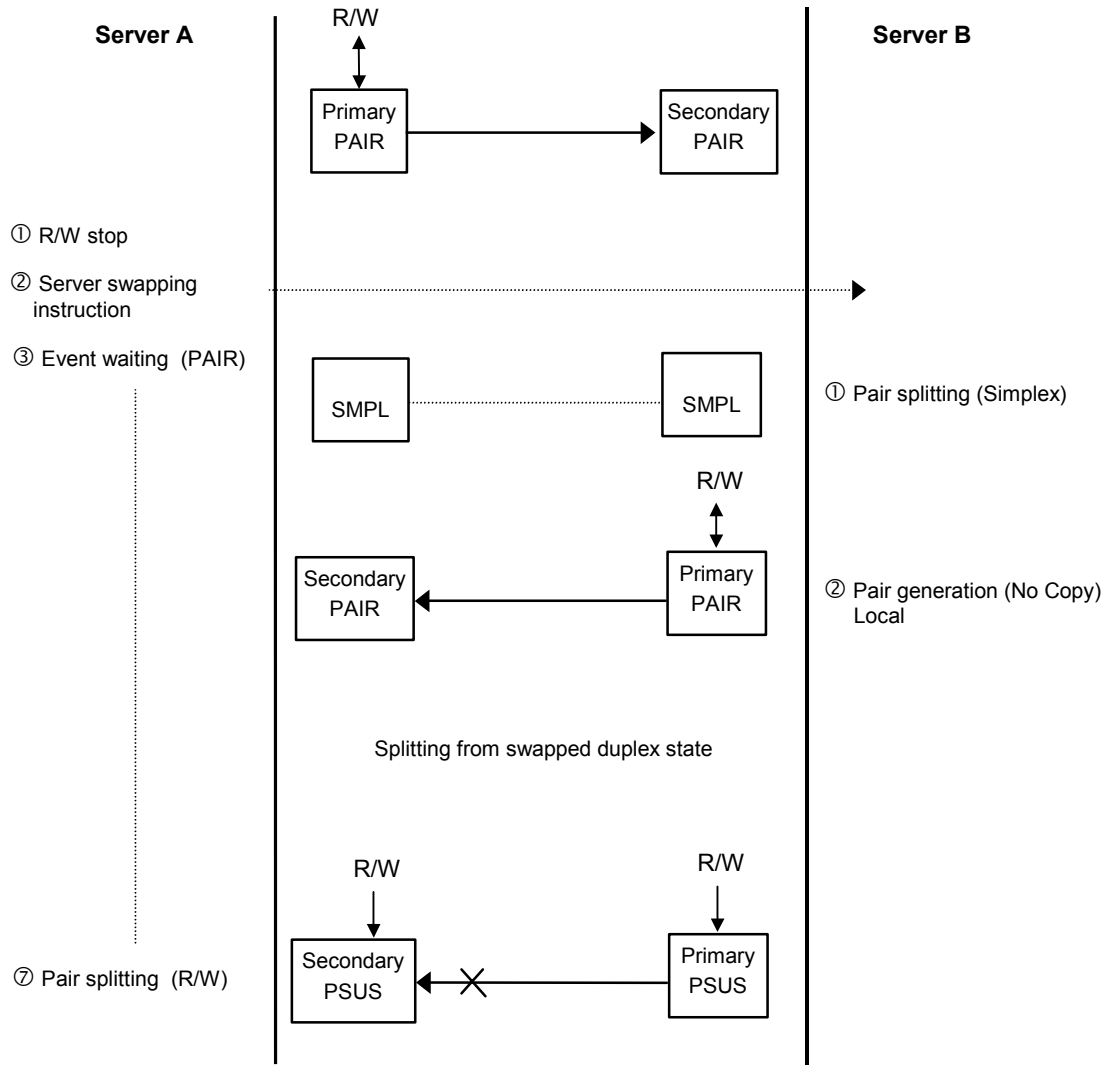 R/W
Server A
Server B
Primary
PAIR
Secondary
PAIR
① R/W stop
② Server swapping
instruction
③ Event waiting (PAIR)
SMPL
SMPL
① Pair splitting (Simplex)
R/W
Secondary
PAIR
Primary
PAIR
② Pair generation (No Copy)
Local
Splitting from swapped duplex state
R/W
R/W
Secondary
PSUS
Primary
PSUS
⑦ Pair splitting (R/W)